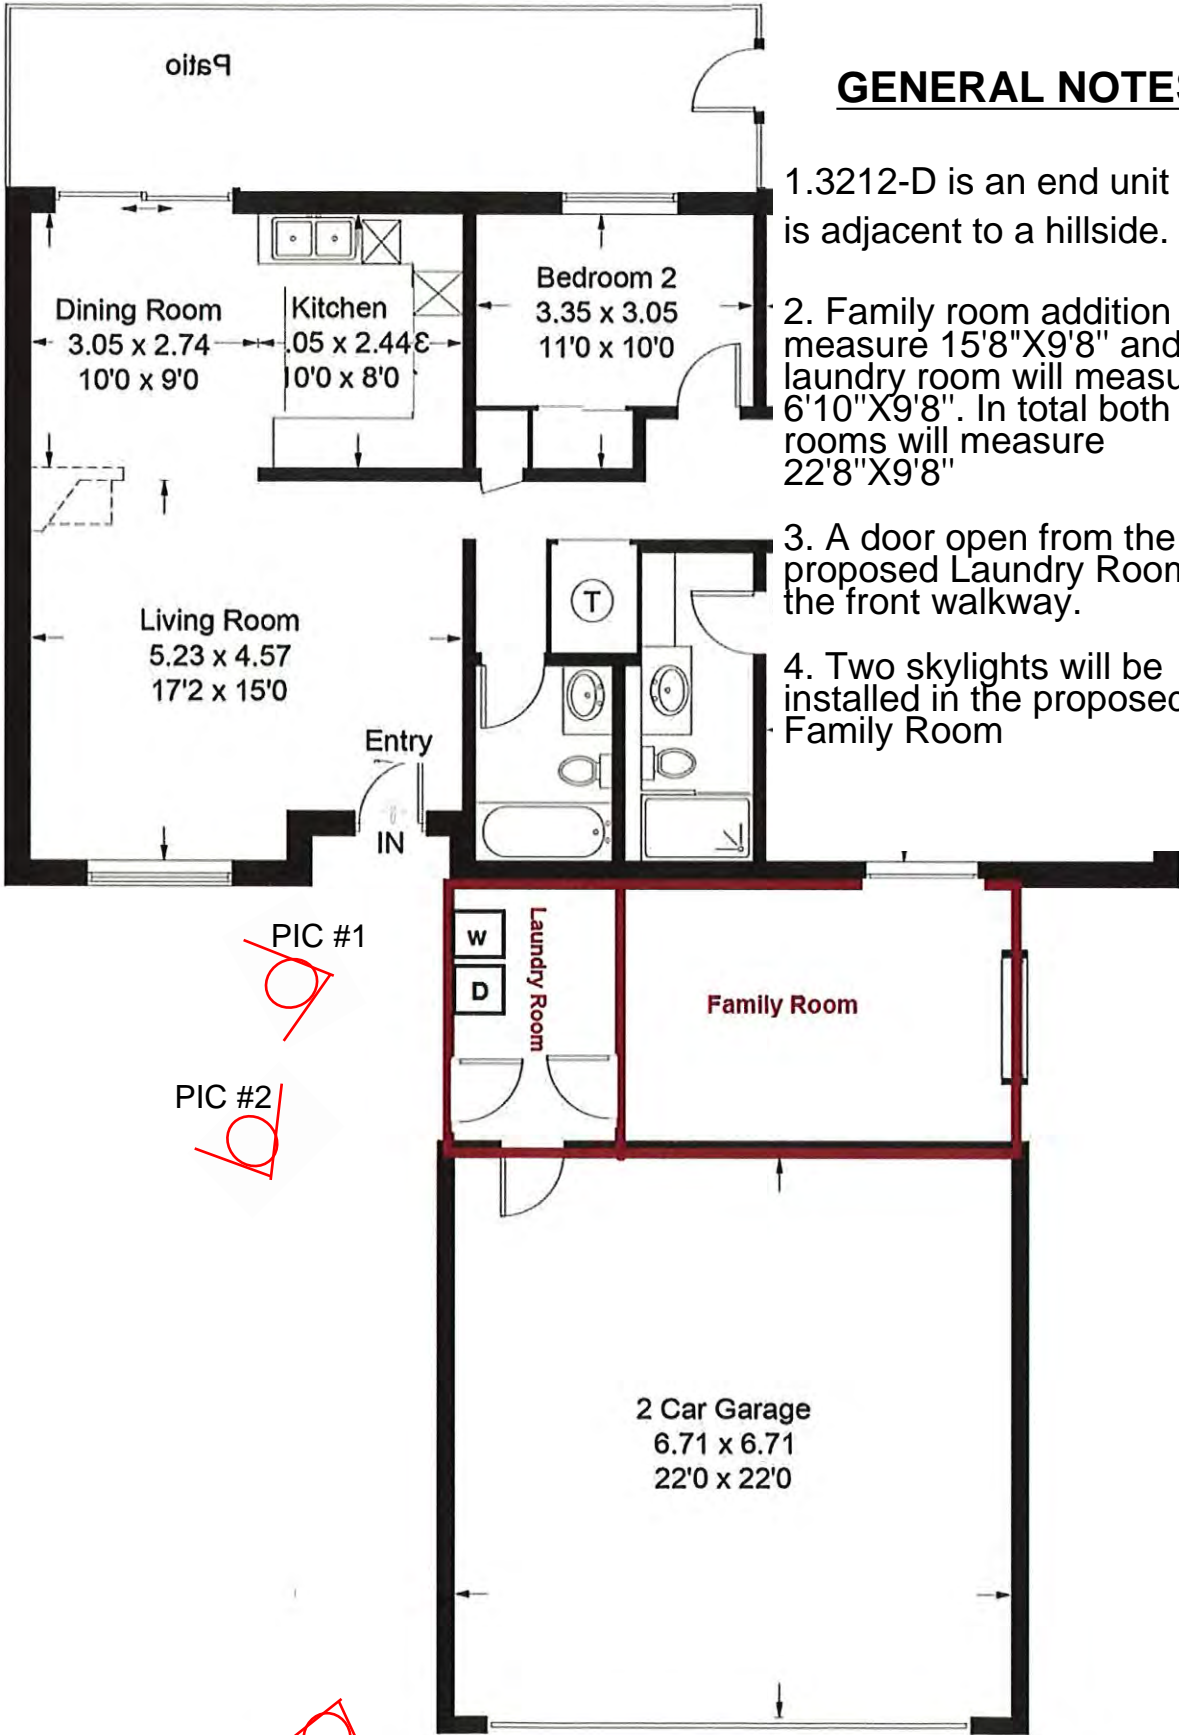 Patio
GENERAL NOTES
1.3212-D is an end unit
is adjacent to a hillside.
2. Family room addition
measure 15'8"X9'8" and
laundry room will measu
6'10"X9'8". In total both
rooms will measure
22'8"X9'8"
3. A door open from the
proposed Laundry Room
the front walkway.
4. Two skylights will be
installed in the proposed
Family Room
Dining Room
3.05 x 2.74
10'0 x 9'0
Kitchen
.05 x 2.44
10'0 x 8'0
Bedroom 2
3.35 x 3.05
11'0 x 10'0
T
Living Room
5.23 x 4.57
17'2 x 15'0
Entry
IN
PIC #1
PIC #2
W
D
Laundry Room
Family Room
2 Car Garage
6.71 x 6.71
22'0 x 22'0